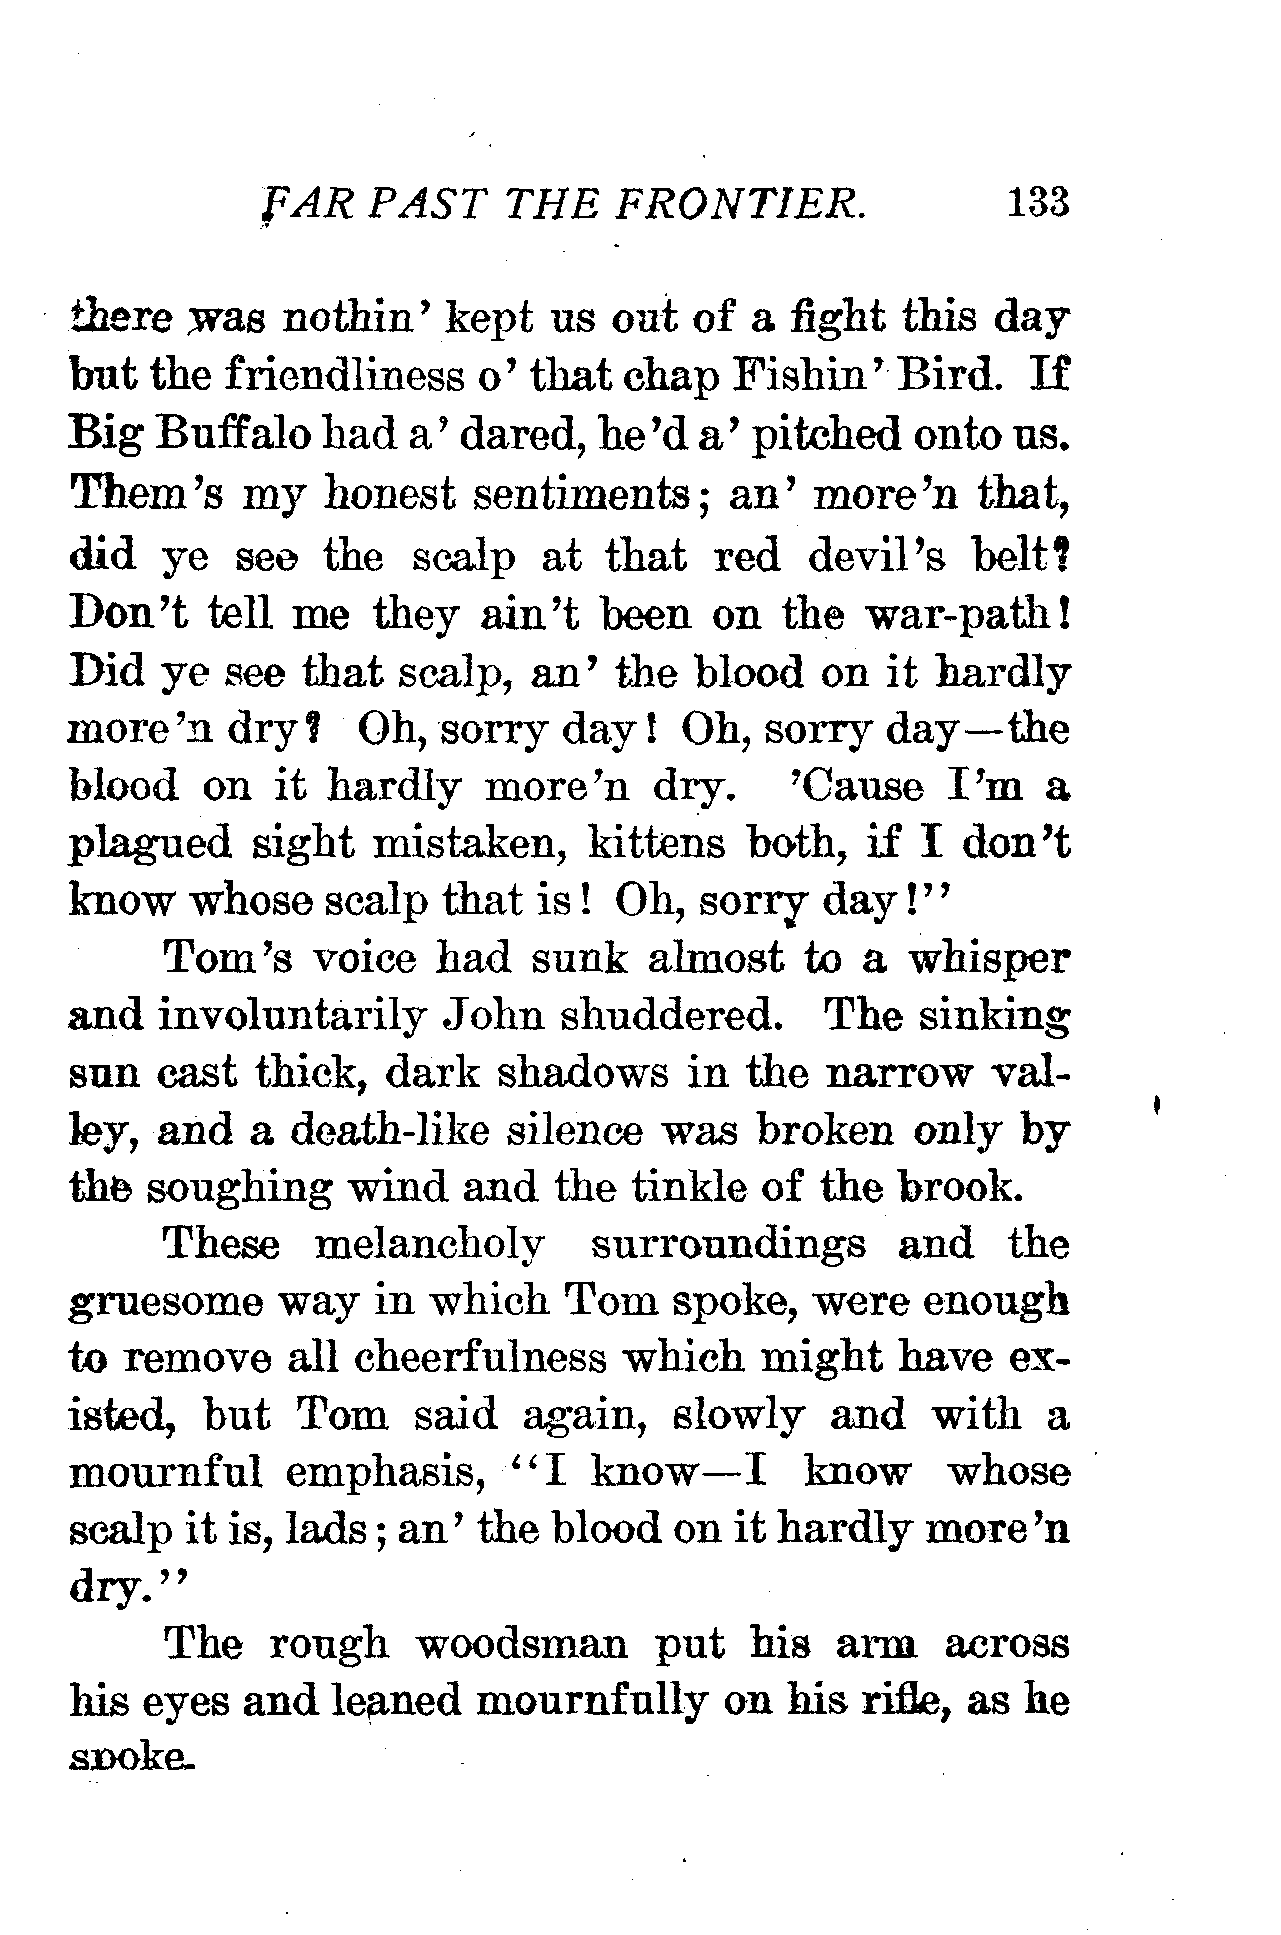 FAR PAST THE FRONTIER. 133
there was nothin' kept us out of a fight this day
but the friendliness o' that chap Fishin' Bird. If
Big Buffalo had a' dared, he'd a' pitched onto us.
Them's my honest sentiments; an' more'n that,
did ye see the scalp at that red devil's belt?
Don't tell me they ain't been on the war-path!
Did ye see that scalp, an' the blood on it hardly
more'n dry? Oh, sorry day! Oh, sorry day—the
blood on it hardly more'n dry. 'Cause I'm a
plagued sight mistaken, kittens both, if I don't
know whose scalp that is! Oh, sorry day!''
Tom's voice had sunk almost to a whisper
and involuntarily John shuddered. The sinking
sun cast thick, dark shadows in the narrow val-
ley, and a death-like silence was broken only by
the soughing wind and the tinkle of the brook.
These melancholy surroundings and the
gruesome way in which Tom spoke, were enough
to remove all cheerfulness which might have ex-
isted, but Tom said again, slowly and with a
mournful emphasis, ‘‘I know—I know whose
scalp it is, lads; an' the blood on it hardly more'n
dry.''
The rough woodsman put his arm across
his eyes and leaned mournfully on his rifle, as he
spoke.